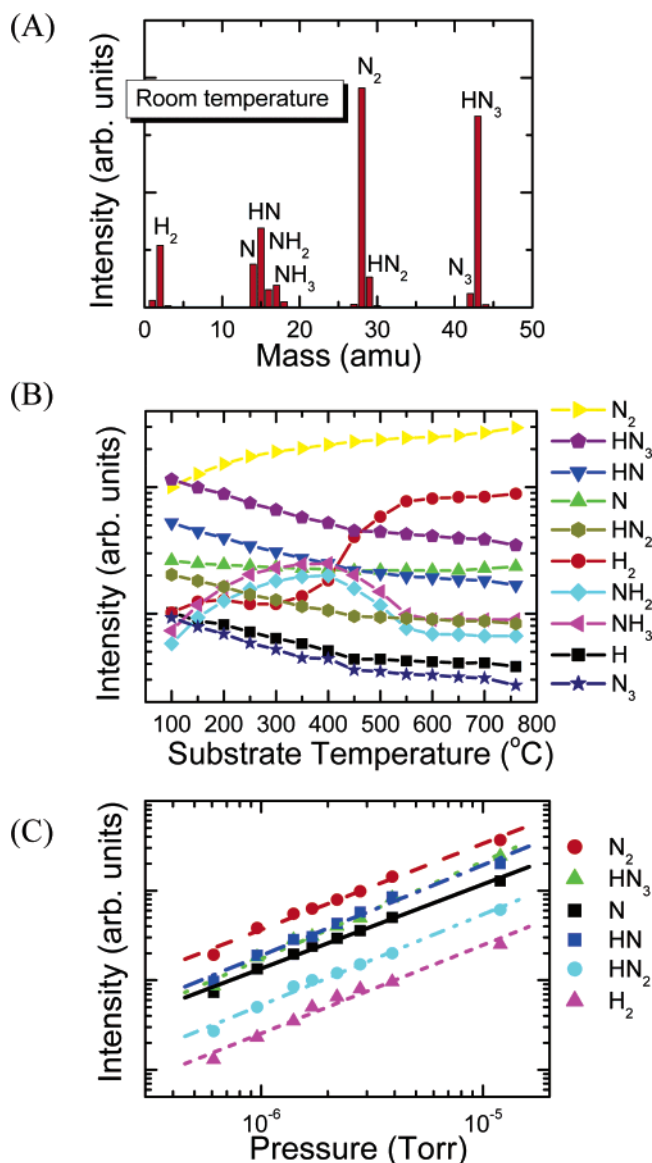 (A)
Intensity (arb. units)
Room temperature
H₂
N
HN
NH₂
NH₃
N₂
HN₂
N₃
HN₃
0 10 20 30 40 50
Mass (amu)
(B)
Intensity (arb. units)
100 200 300 400 500 600 700 800
Substrate Temperature (°C)
N₂
HN₃
HN
N
HN₂
H₂
NH₂
NH₃
H
N₃
(C)
Intensity (arb. units)
10⁻⁶ 10⁻⁵
Pressure (Torr)
N₂
HN₃
N
HN
HN₂
H₂